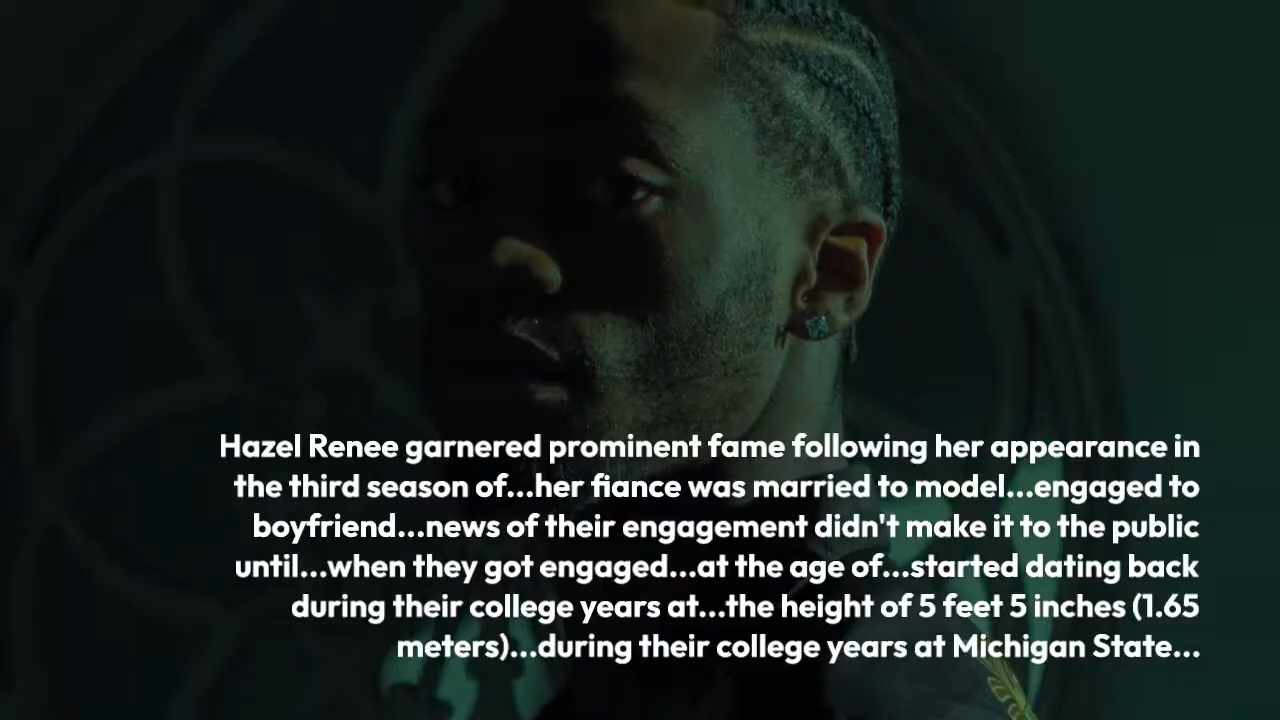 Hazel Renee garnered prominent fame following her appearance in
the third season of...her fiance was married to model...engaged to
boyfriend...news of their engagement didn't make it to the public
until...when they got engaged...at the age of...started dating back
during their college years at...the height of 5 feet 5 inches (1.65
meters)...during their college years at Michigan State...